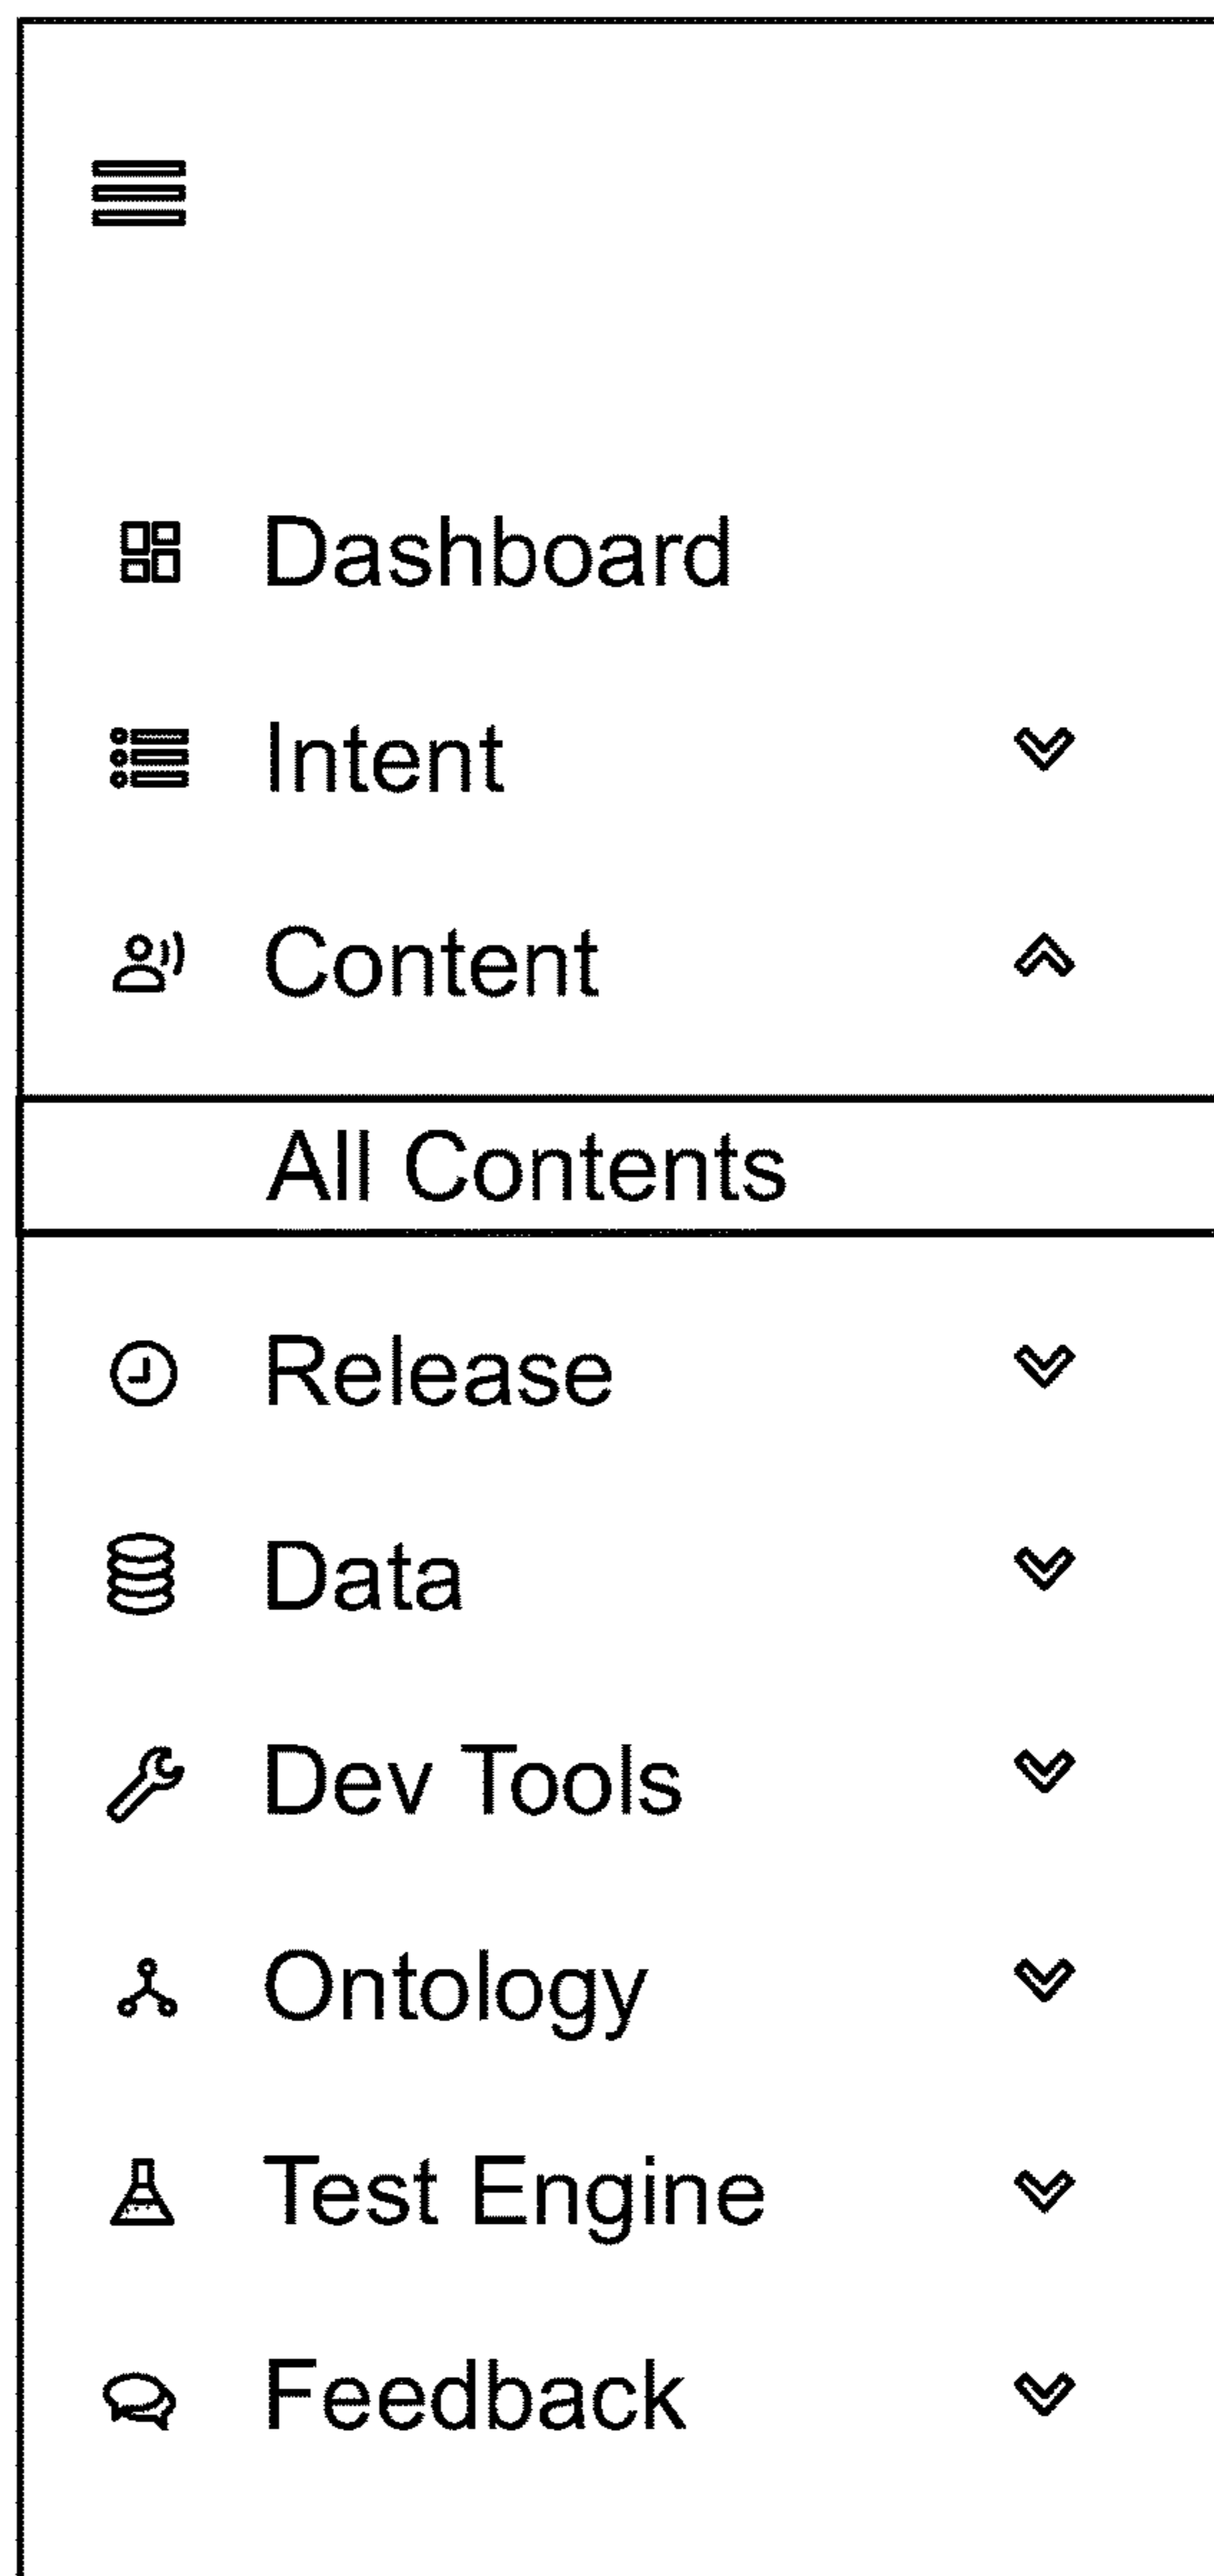 Dashboard
Intent
Content
All Contents
Release
Data
Dev Tools
Ontology
Test Engine
Feedback